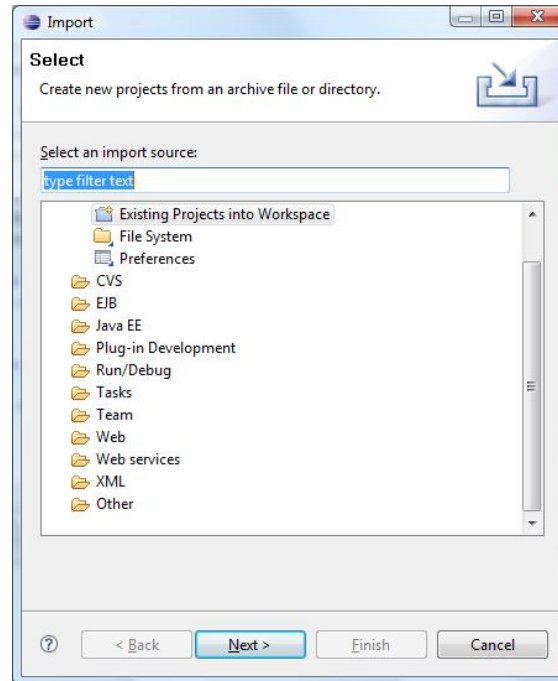 Import
Select
Create new projects from an archive file or directory.
Select an import source:
type filter text
Existing Projects into Workspace
File System
Preferences
CVS
EJB
Java EE
Plug-in Development
Run/Debug
Tasks
Team
Web
Web services
XML
Other
? < Back Next > Finish Cancel